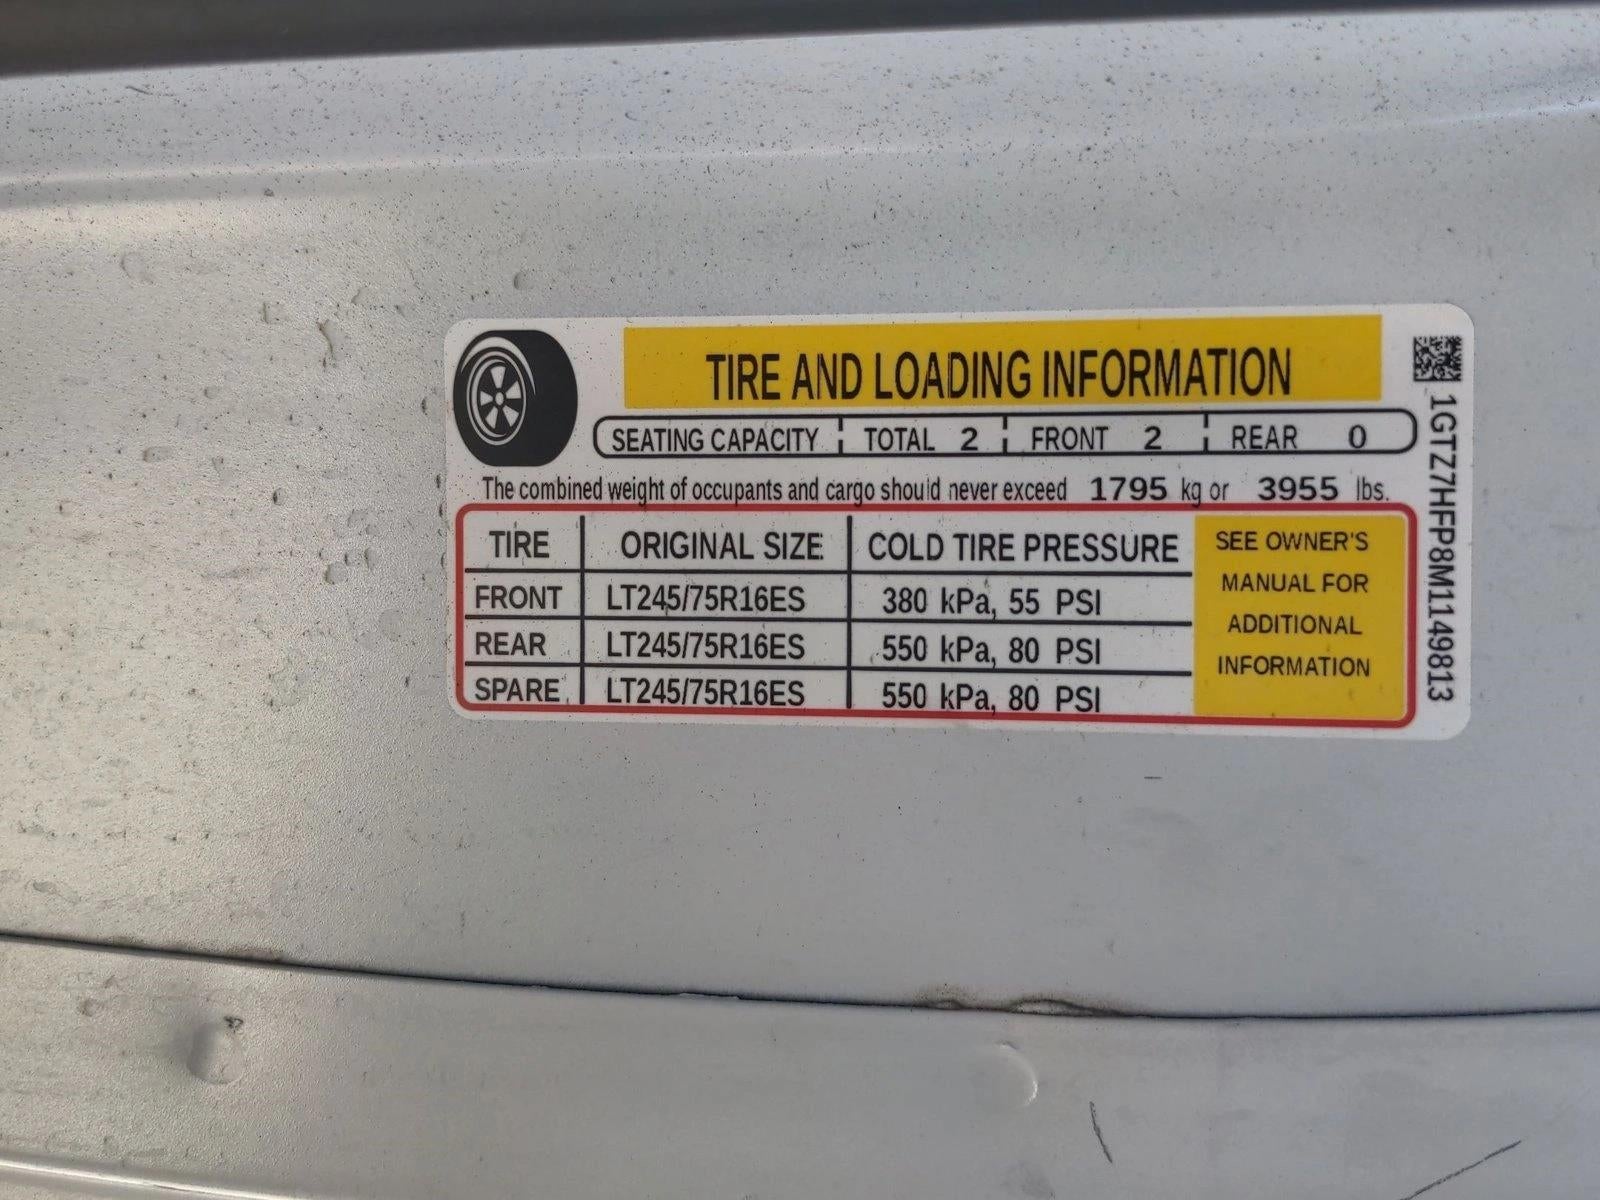 TIRE AND LOADING INFORMATION
SEATING CAPACITY TOTAL 2 FRONT 2 REAR 0
The combined weight of occupants and cargo should never exceed 1795 kg or 3955 lbs.
TIRE ORIGINAL SIZE COLD TIRE PRESSURE
FRONT LT245/75R16ES 380 kPa, 55 PSI
REAR LT245/75R16ES 550 kPa, 80 PSI
SPARE LT245/75R16ES 550 kPa, 80 PSI
SEE OWNER'S
MANUAL FOR
ADDITIONAL
INFORMATION
1GTZ7HFP8M1149813